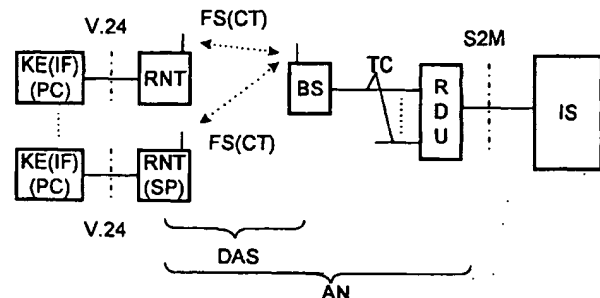 V.24
FS(CT)
S2M
KE(IF)
(PC)
RNT
BS
TC
R
D
U
IS
FS(CT)
KE(IF)
(PC)
RNT
(SP)
V.24
DAS
AN